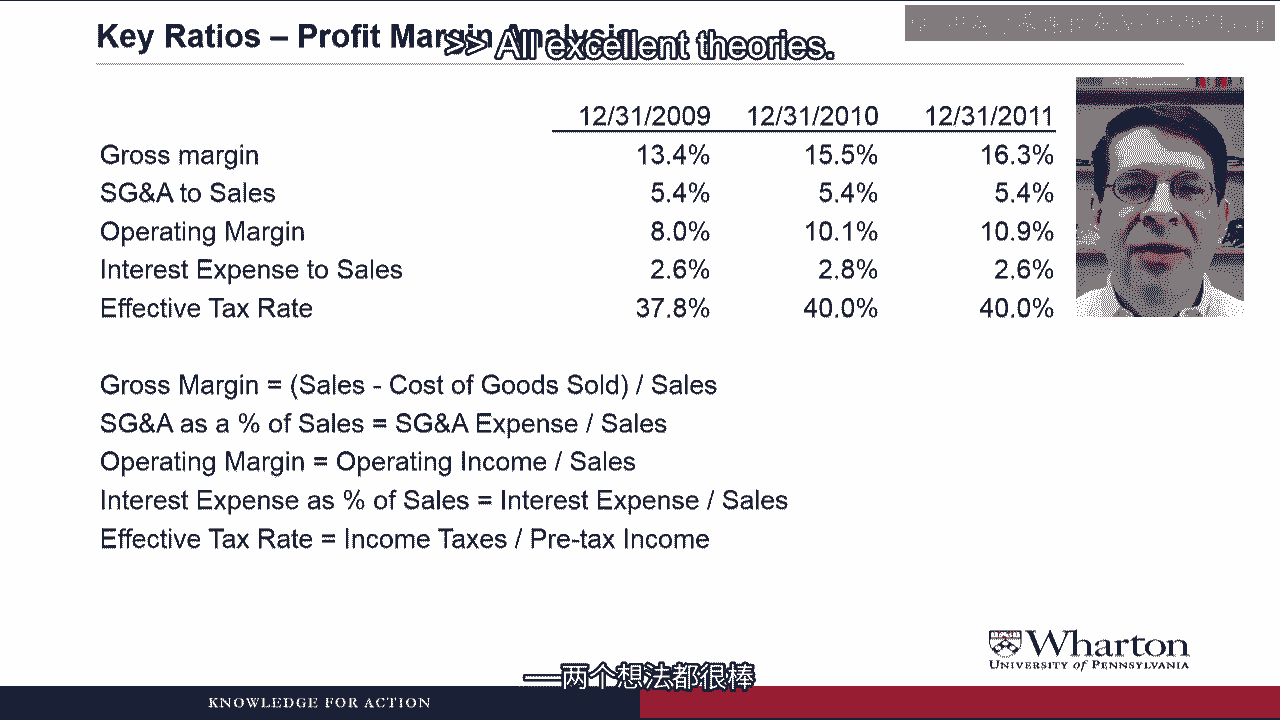 Key Ratios – Profit Margin Analysis
>> All excellent theories.
12/31/2009 12/31/2010 12/31/2011
Gross margin 13.4% 15.5% 16.3%
SG&A to Sales 5.4% 5.4% 5.4%
Operating Margin 8.0% 10.1% 10.9%
Interest Expense to Sales 2.6% 2.8% 2.6%
Effective Tax Rate 37.8% 40.0% 40.0%
Gross Margin = (Sales - Cost of Goods Sold) / Sales
SG&A as a % of Sales = SG&A Expense / Sales
Operating Margin = Operating Income / Sales
Interest Expense as % of Sales = Interest Expense / Sales
Effective Tax Rate = Income Taxes / Pre-tax Income
Wharton
UNIVERSITY of PENNSYLVANIA
—两个想法都很棒
KNOWLEDGE FOR ACTION